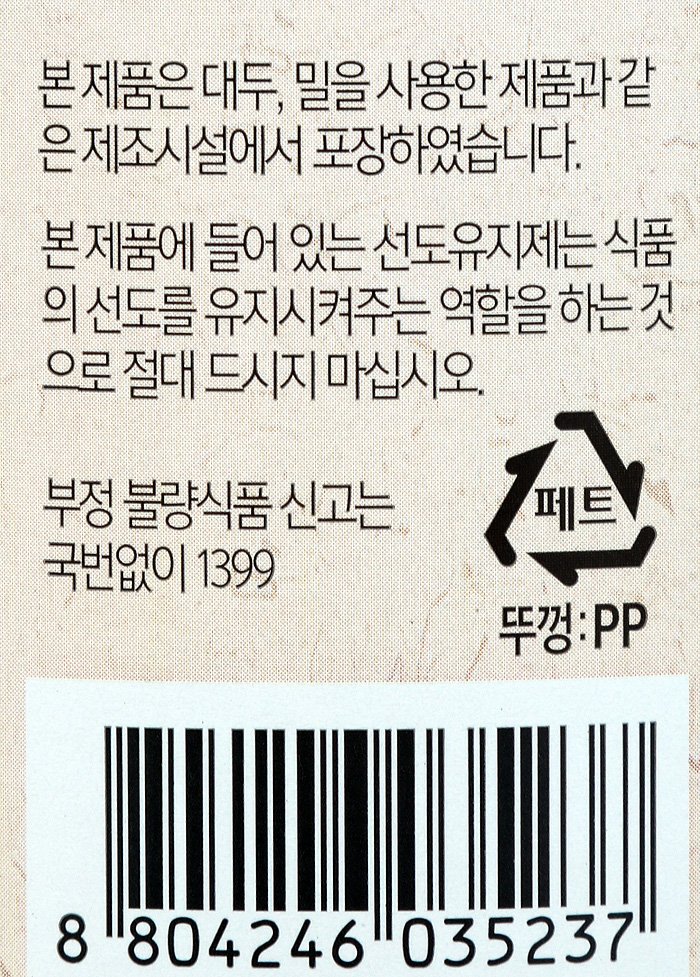 본 제품은 대두, 밀을 사용한 제품과 같
은 제조시설에서 포장하였습니다.
본 제품에 들어 있는 선도유지제는 식품
의 선도를 유지시켜주는 역할을 하는 것
으로 절대 드시지 마십시오.
부정 불량식품 신고는
국번없이 1399
페트
뚜껑:PP
8 804246 035237